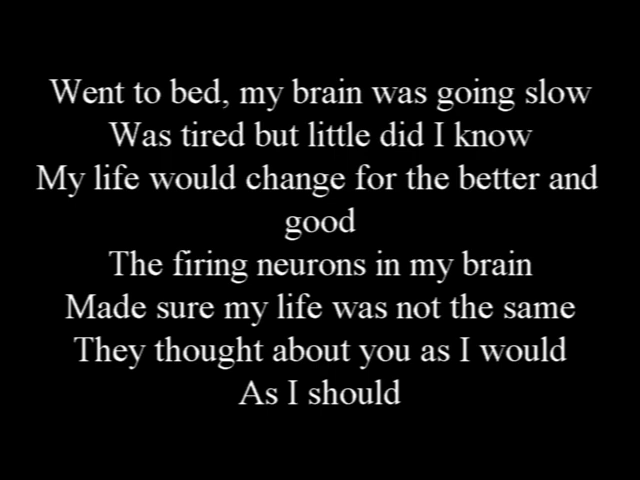 Went to bed, my brain was going slow
Was tired but little did I know
My life would change for the better and
good
The firing neurons in my brain
Made sure my life was not the same
They thought about you as I would
As I should